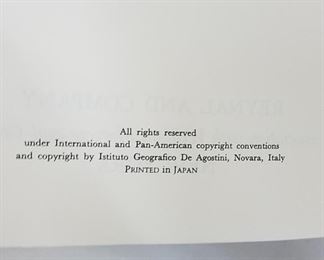 All rights reserved
under International and Pan-American copyright conventions
and copyright by Istituto Geografico De Agostini, Novara, Italy
PRINTED in JAPAN